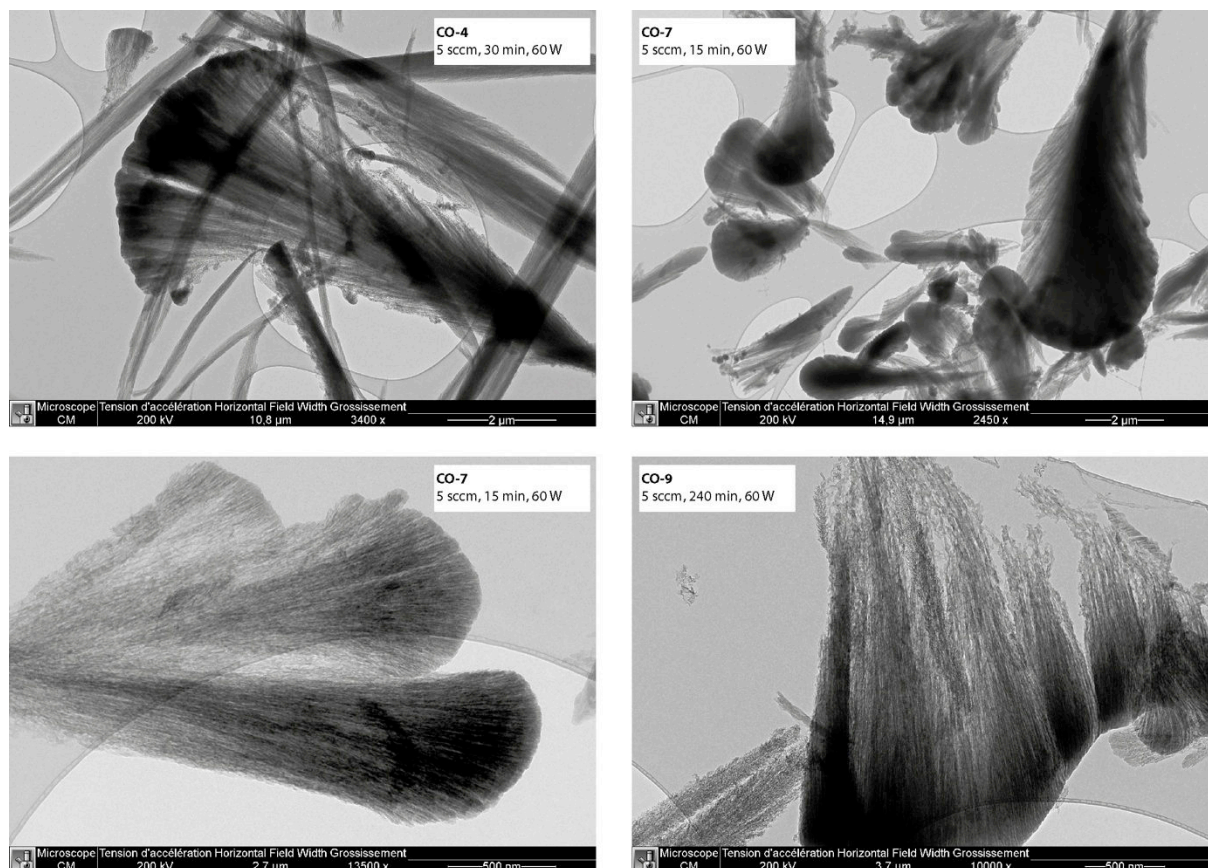 CO-4
5 sccm, 30 min, 60 W
Microscope Tension d'accélération Horizontal Field Width Grossissement
CM 200 kV 10,8 µm 3400 x 2 µm
CO-7
5 sccm, 15 min, 60 W
Microscope Tension d'accélération Horizontal Field Width Grossissement
CM 200 kV 14,9 µm 2450 x 2 µm
CO-7
5 sccm, 15 min, 60 W
Microscope Tension d'accélération Horizontal Field Width Grossissement
CM 200 kV 2,7 µm 13500 x 500 nm
CO-9
5 sccm, 240 min, 60 W
Microscope Tension d'accélération Horizontal Field Width Grossissement
CM 200 kV 3,7 µm 10000 x 500 nm